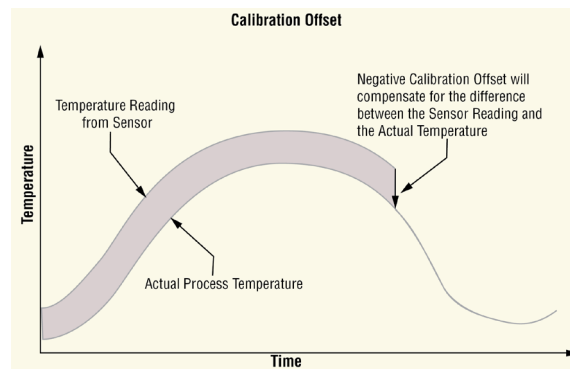 Calibration Offset
Negative Calibration Offset will
compensate for the difference
between the Sensor Reading and
the Actual Temperature
Temperature Reading
from Sensor
Temperature
Actual Process Temperature
Time